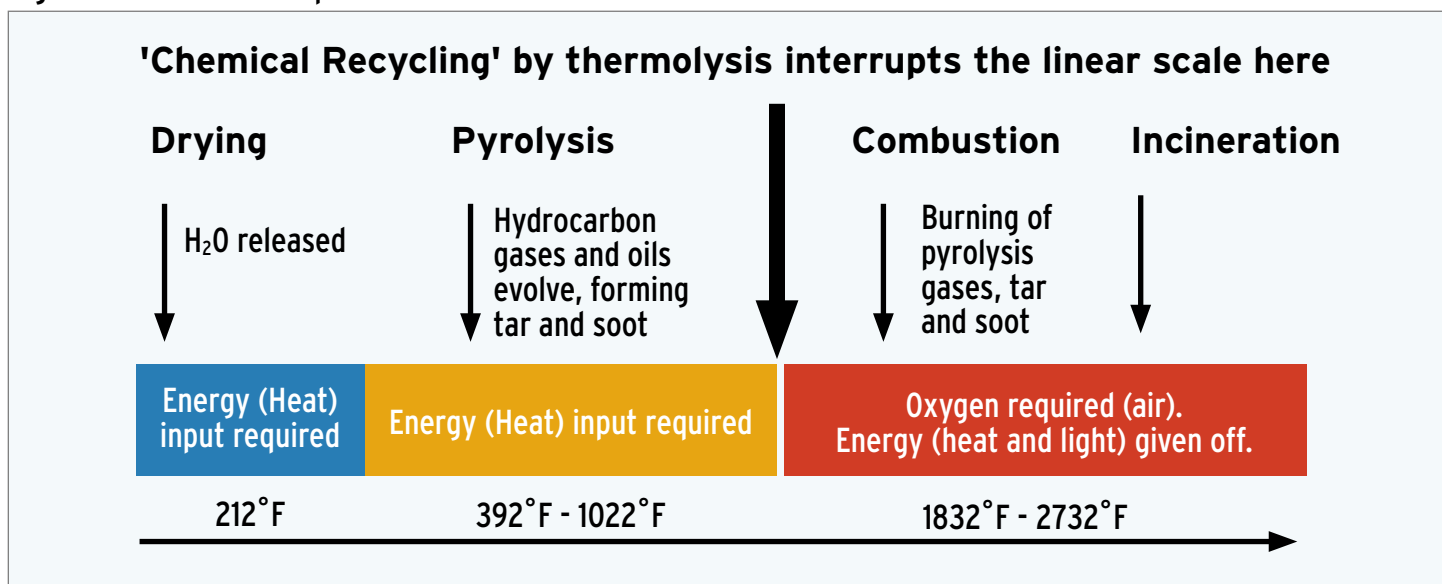 'Chemical Recycling' by thermolysis interrupts the linear scale here
Drying
Pyrolysis
Combustion
Incineration
H₂O released
Hydrocarbon
gases and oils
evolve, forming
tar and soot
Burning of
pyrolysis
gases, tar
and soot
Energy (Heat)
input required
Energy (Heat) input required
Oxygen required (air).
Energy (heat and light) given off.
212°F
392°F - 1022°F
1832°F - 2732°F